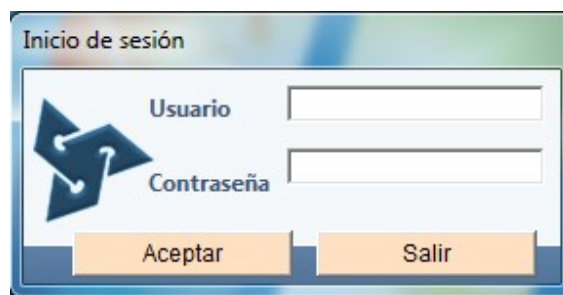 Inicio de sesión
Usuario
Contraseña
Aceptar Salir